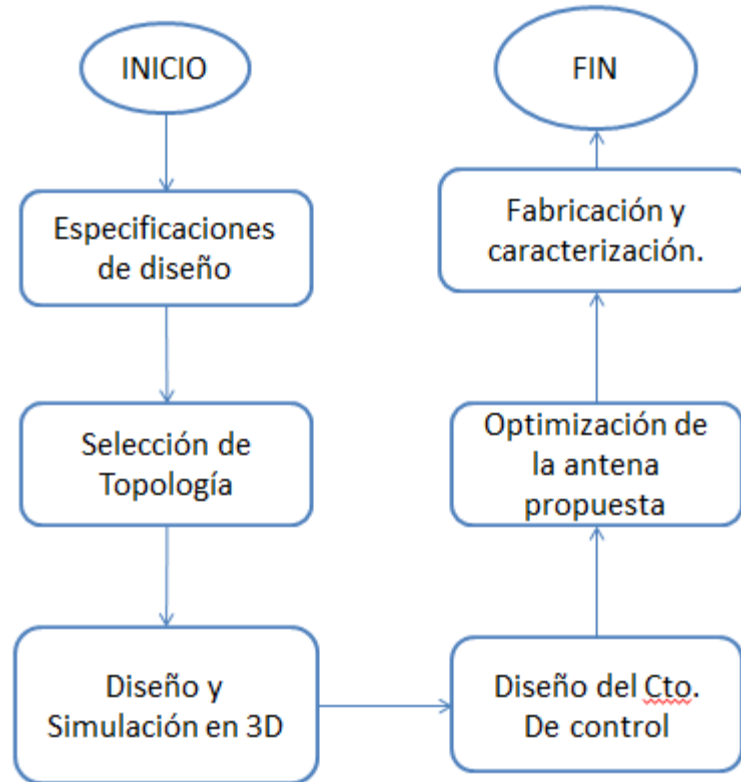 INICIO
Especificaciones
de diseño
Selección de
Topología
Diseño y
Simulación en 3D
Diseño del Cto.
De control
Optimización de
la antena
propuesta
Fabricación y
caracterización.
FIN